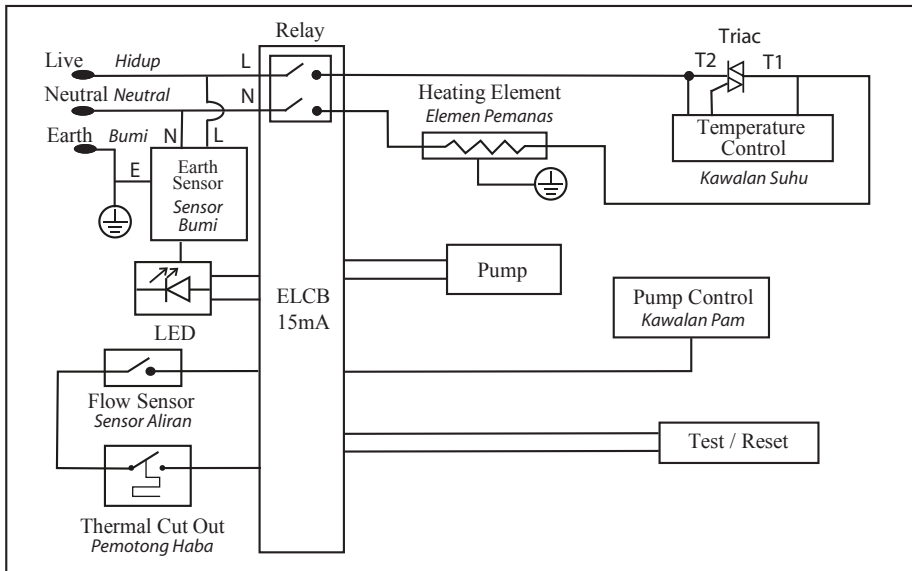 Relay
Live Hidup L
Neutral Neutral N
Earth Bumi N L
E
Earth
Sensor
Sensor
Bumi
LED
Flow Sensor
Sensor Aliran
Thermal Cut Out
Pemotong Haba
ELCB
15mA
Heating Element
Elemen Pemanas
Triac
T2 T1
Temperature
Control
Kawalan Suhu
Pump
Pump Control
Kawalan Pam
Test / Reset